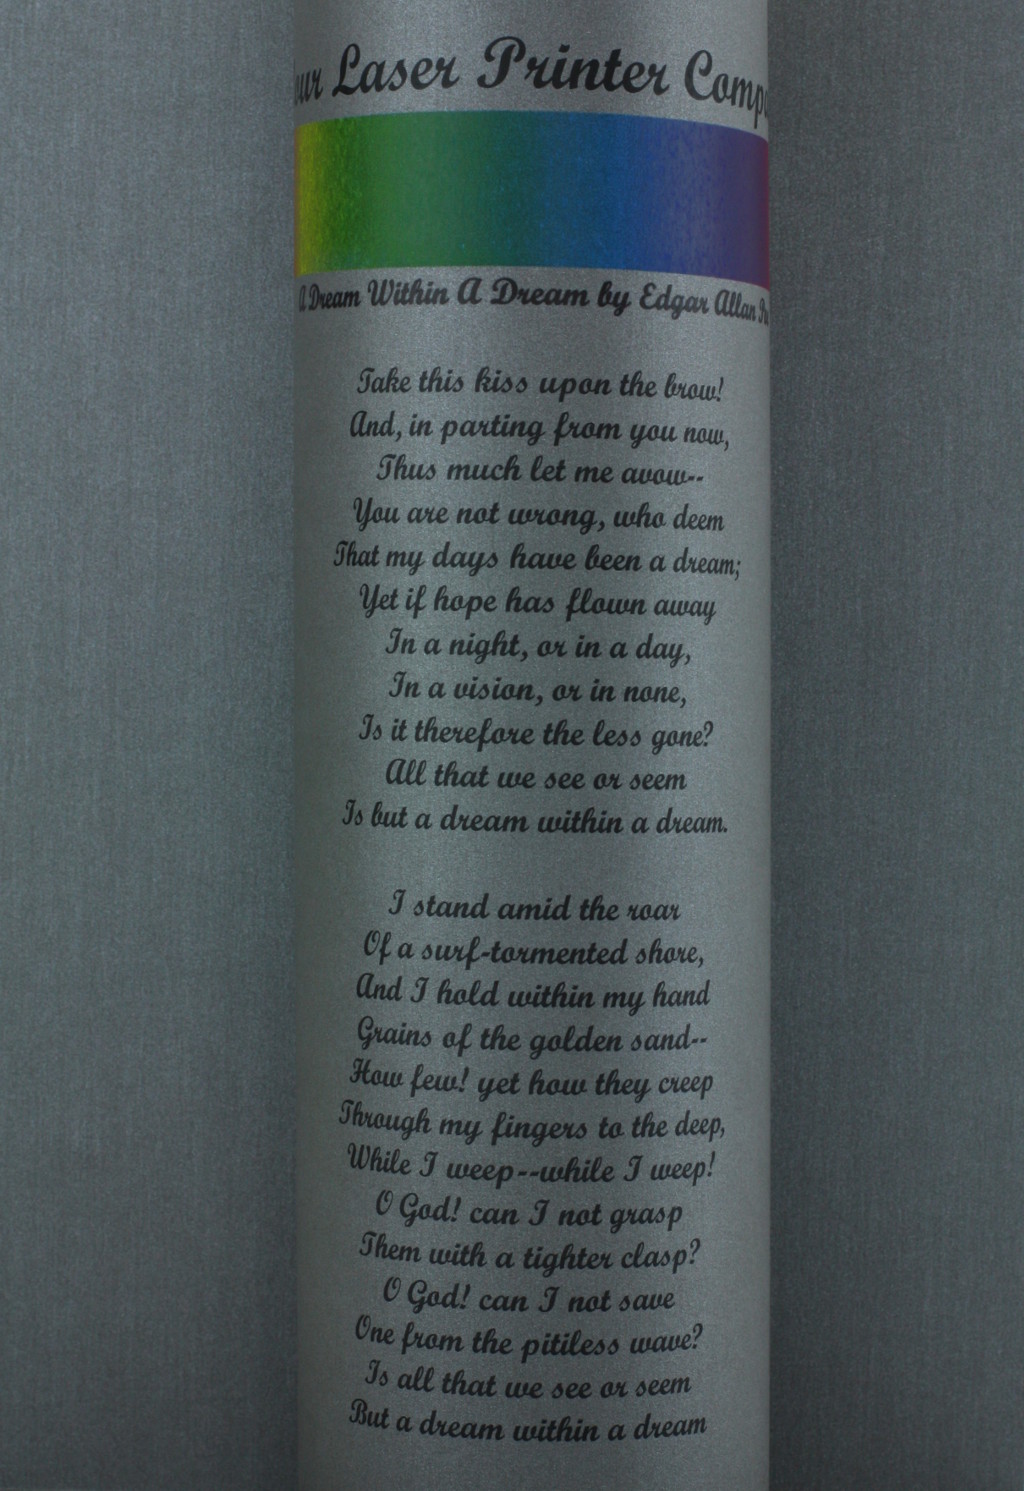 Laser Printer
A Dream Within A Dream by Edgar Allan
Take this kiss upon the brow!
And, in parting from you now,
Thus much let me avow--
You are not wrong, who deem
That my days have been a dream;
Yet if hope has flown away
In a night, or in a day,
In a vision, or in none,
Is it therefore the less gone?
All that we see or seem
Is but a dream within a dream.
I stand amid the roar
Of a surf-tormented shore,
And I hold within my hand
Grains of the golden sand--
How few! yet how they creep
Through my fingers to the deep,
While I weep--while I weep!
O God! can I not grasp
Them with a tighter clasp?
O God! can I not save
One from the pitiless wave?
Is all that we see or seem
But a dream within a dream